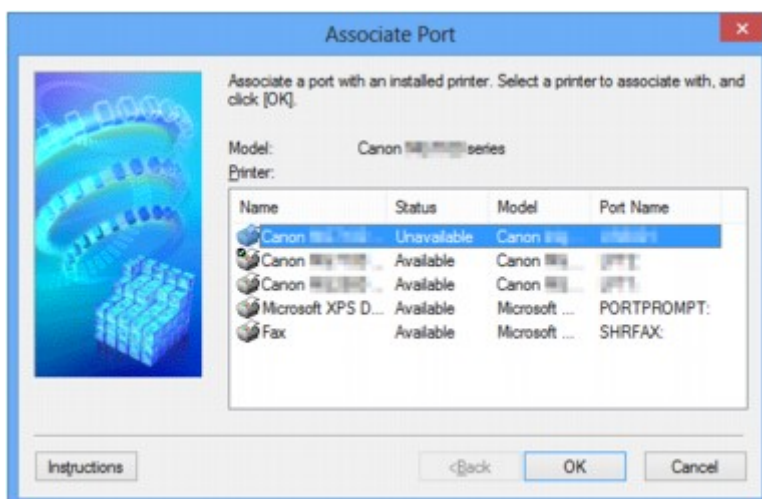 Associate Port
Associate a port with an installed printer. Select a printer to associate with, and
click [OK].
Model: Canon series
Printer:
Name Status Model Port Name
Canon ... Unavailable Canon ...
Canon ... Available Canon ...
Canon ... Available Canon ...
Microsoft XPS D... Available Microsoft ... PORTPROMPT:
Fax Available Microsoft ... SHRFAX:
Instructions <Back OK Cancel